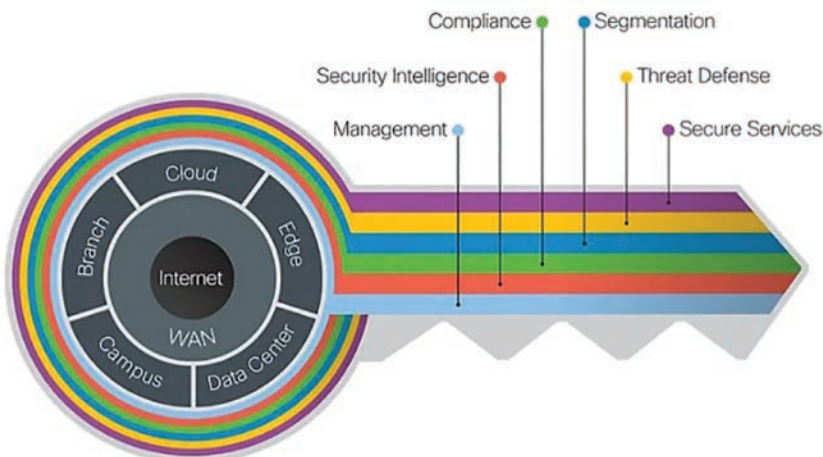 Compliance
Segmentation
Security Intelligence
Threat Defense
Management
Secure Services
Cloud
Branch
Edge
Internet
WAN
Campus
Data Center